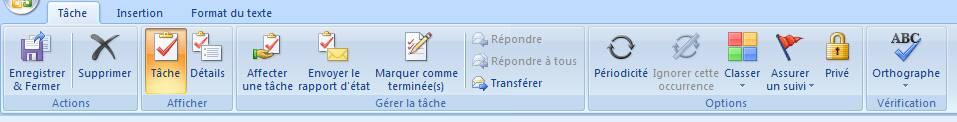 Tâche Insertion Format du texte
Enregistrer & Fermer
Supprimer
Actions
Tâche
Détails
Afficher
Affecter une tâche
Envoyer le rapport d'état
Marquer comme terminée(s)
Répondre
Répondre à tous
Transférer
Gérer la tâche
Périodicité
Ignorer cette occurrence
Classer
Assurer un suivi
Privé
Options
ABC
Orthographe
Vérification